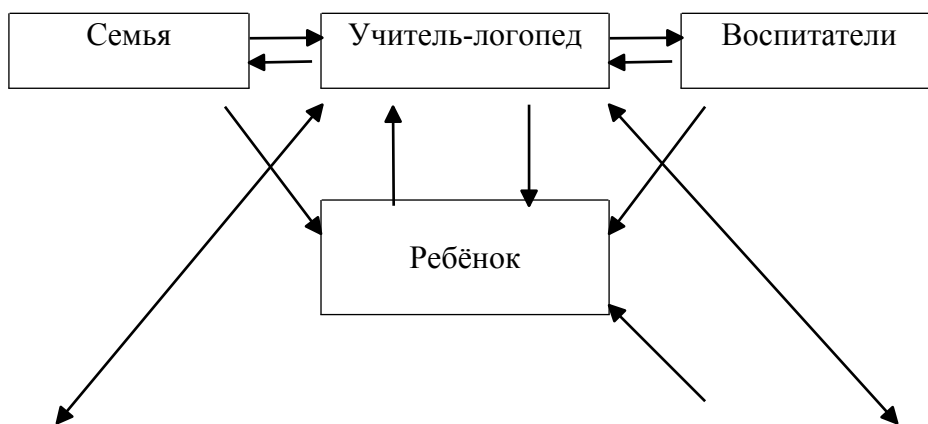 Семья
Учитель-логопед
Воспитатели
Ребёнок